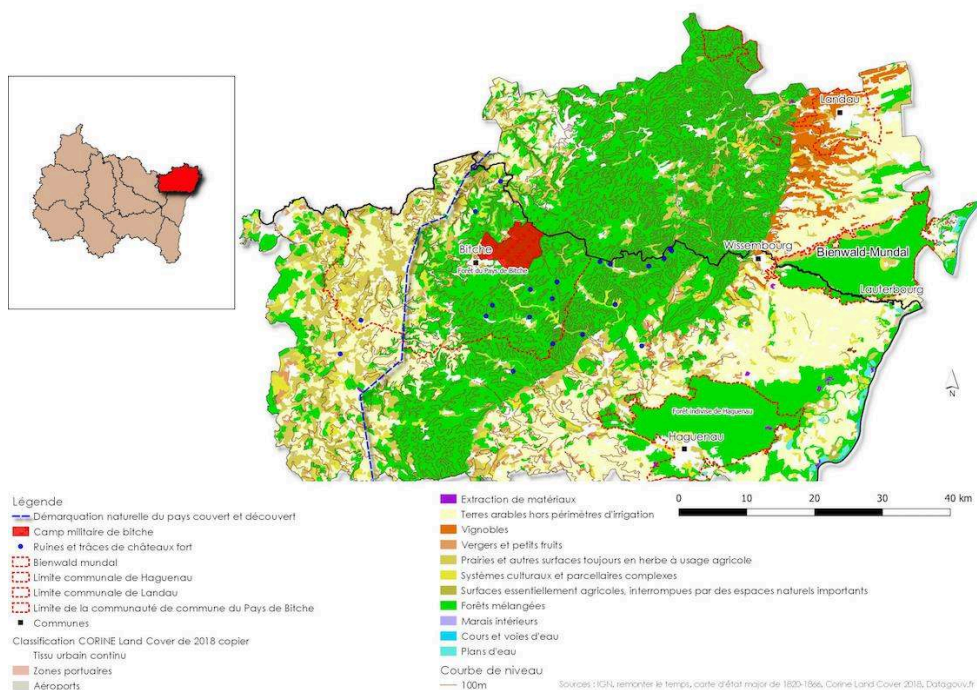 Landau
Bitche
Forêt du Pays de Bitche
Wissembourg
Bienwald-Mundal
Lauterbourg
Forêt indivise de Haguenau
Haguenau
N
Légende
Démarquation naturelle du pays couvert et découvert
Camp militaire de bitche
Ruines et trâces de châteaux fort
Bienwald mundal
Limite communale de Haguenau
Limite communale de Landau
Limite de la communauté de commune du Pays de Bitche
Communes
Classification CORINE Land Cover de 2018 copier
Tissu urbain continu
Zones portuaires
Aéroports
Extraction de matériaux
Terres arables hors périmètres d'irrigation
Vignobles
Vergers et petits fruits
Prairies et autres surfaces toujours en herbe à usage agricole
Systèmes culturaux et parcellaires complexes
Surfaces essentiellement agricoles, interrompues par des espaces naturels importants
Forêts mélangées
Marais intérieurs
Cours et voies d'eau
Plans d'eau
Courbe de niveau
100m
0 10 20 30 40 km
Sources : IGN, remonter le temps, carte d'état major de 1820-1866, Corine Land Cover 2018, Datagouv.fr